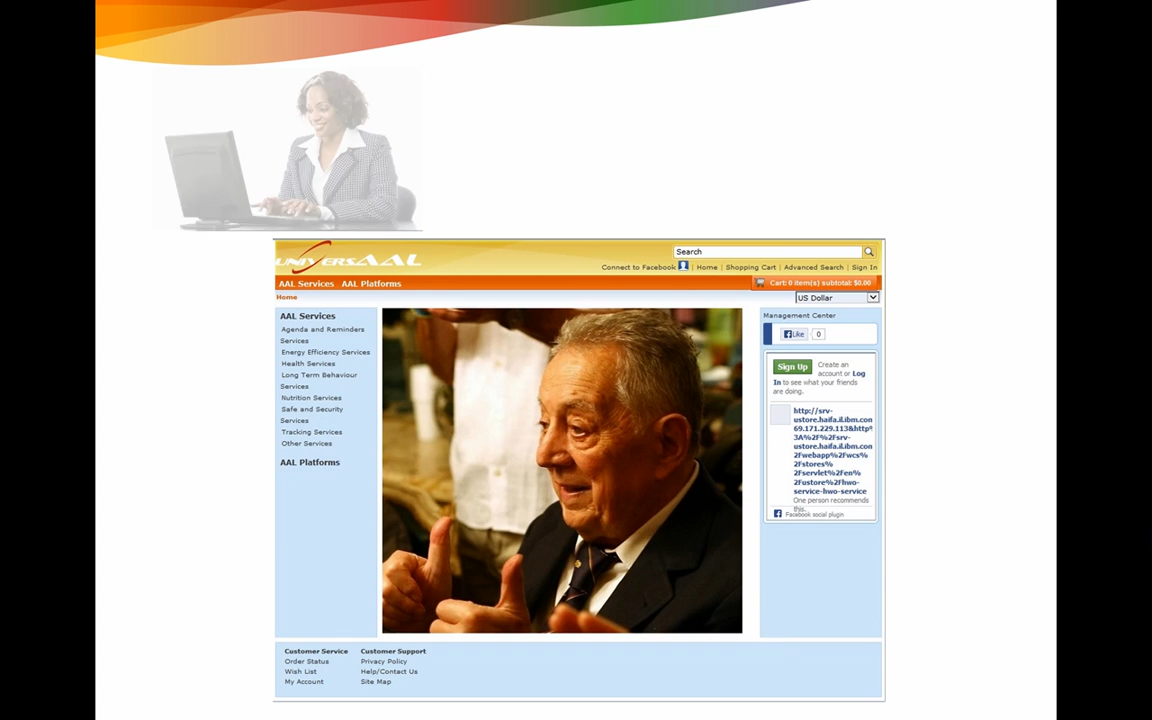 UNIVERSAAL
Search
Connect to Facebook | Home | Shopping Cart | Advanced Search | Sign In
AAL Services AAL Platforms
Cart: 0 item(s) subtotal: $0.00
Home
US Dollar
AAL Services
Agenda and Reminders
Services
Energy Efficiency Services
Health Services
Long Term Behaviour
Services
Nutrition Services
Safe and Security
Services
Tracking Services
Other Services
AAL Platforms
Management Center
Like 0
Sign Up Create an
account or Log
In to see what your friends
are doing.
http://srv-
ustore.haifa.il.ibm.com
69.171.229.113&http%
3A%2F%2Fsrv-
ustore.haifa.il.ibm.com
2Fwebapp%2Fwcs%
2Fstores%
2Fservlet%2Fen%
2Fustore%2Fhwo-
service-hwo-service
One person recommends
this.
Facebook social plugin
Customer Service Customer Support
Order Status Privacy Policy
Wish List Help/Contact Us
My Account Site Map